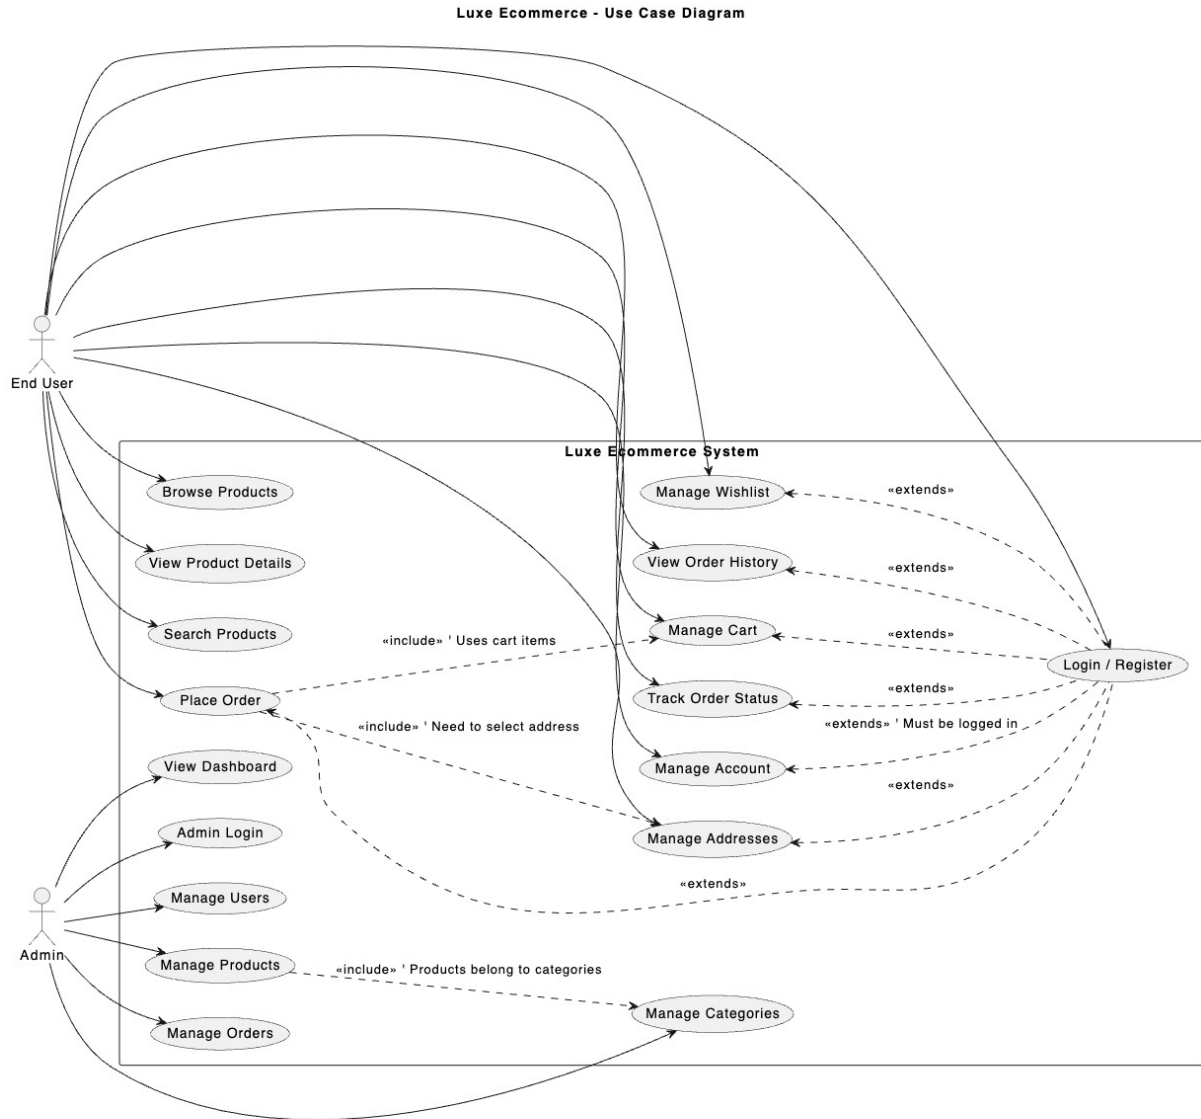 Luxe Ecommerce - Use Case Diagram
End User
Luxe Ecommerce System
Browse Products
Manage Wishlist
«extends»
View Product Details
View Order History
«extends»
Search Products
Manage Cart
«include» ' Uses cart items
«extends»
Login / Register
Place Order
Track Order Status
«extends»
«include» ' Need to select address
«extends» ' Must be logged in
View Dashboard
Manage Account
«extends»
Admin Login
Manage Addresses
«extends»
Manage Users
Admin
Manage Products
«include» ' Products belong to categories
Manage Categories
Manage Orders